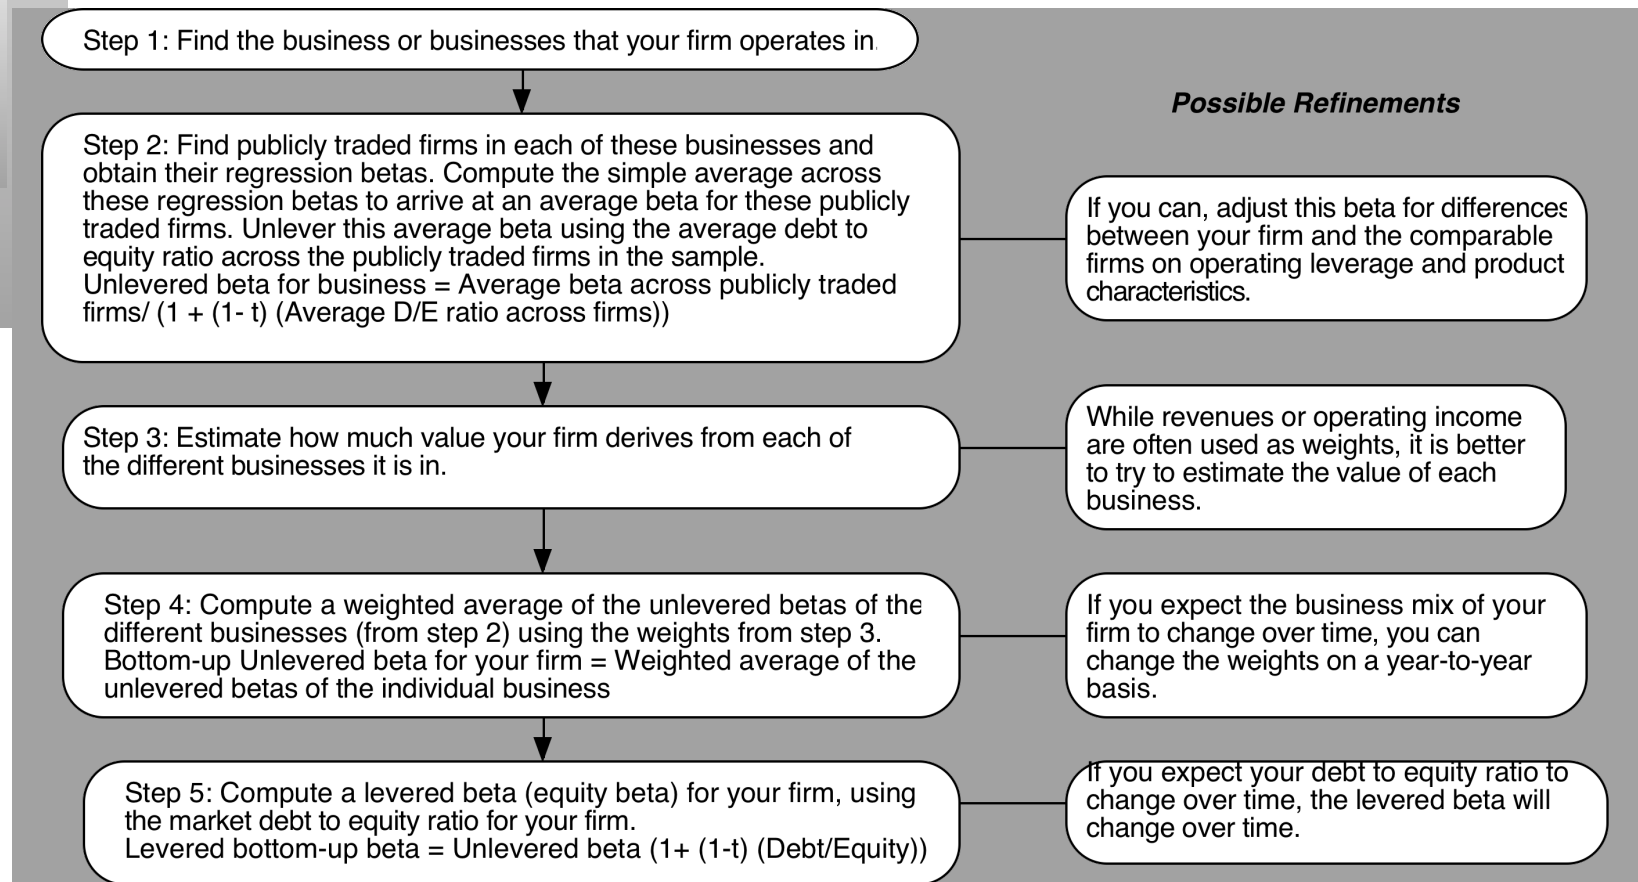 Step 1: Find the business or businesses that your firm operates in.
Possible Refinements
Step 2: Find publicly traded firms in each of these businesses and
obtain their regression betas. Compute the simple average across
these regression betas to arrive at an average beta for these publicly
traded firms. Unlever this average beta using the average debt to
equity ratio across the publicly traded firms in the sample.
Unlevered beta for business = Average beta across publicly traded
firms/ (1 + (1- t) (Average D/E ratio across firms))
If you can, adjust this beta for differences
between your firm and the comparable
firms on operating leverage and product
characteristics.
Step 3: Estimate how much value your firm derives from each of
the different businesses it is in.
While revenues or operating income
are often used as weights, it is better
to try to estimate the value of each
business.
Step 4: Compute a weighted average of the unlevered betas of the
different businesses (from step 2) using the weights from step 3.
Bottom-up Unlevered beta for your firm = Weighted average of the
unlevered betas of the individual business
If you expect the business mix of your
firm to change over time, you can
change the weights on a year-to-year
basis.
Step 5: Compute a levered beta (equity beta) for your firm, using
the market debt to equity ratio for your firm.
Levered bottom-up beta = Unlevered beta (1+ (1-t) (Debt/Equity))
If you expect your debt to equity ratio to
change over time, the levered beta will
change over time.